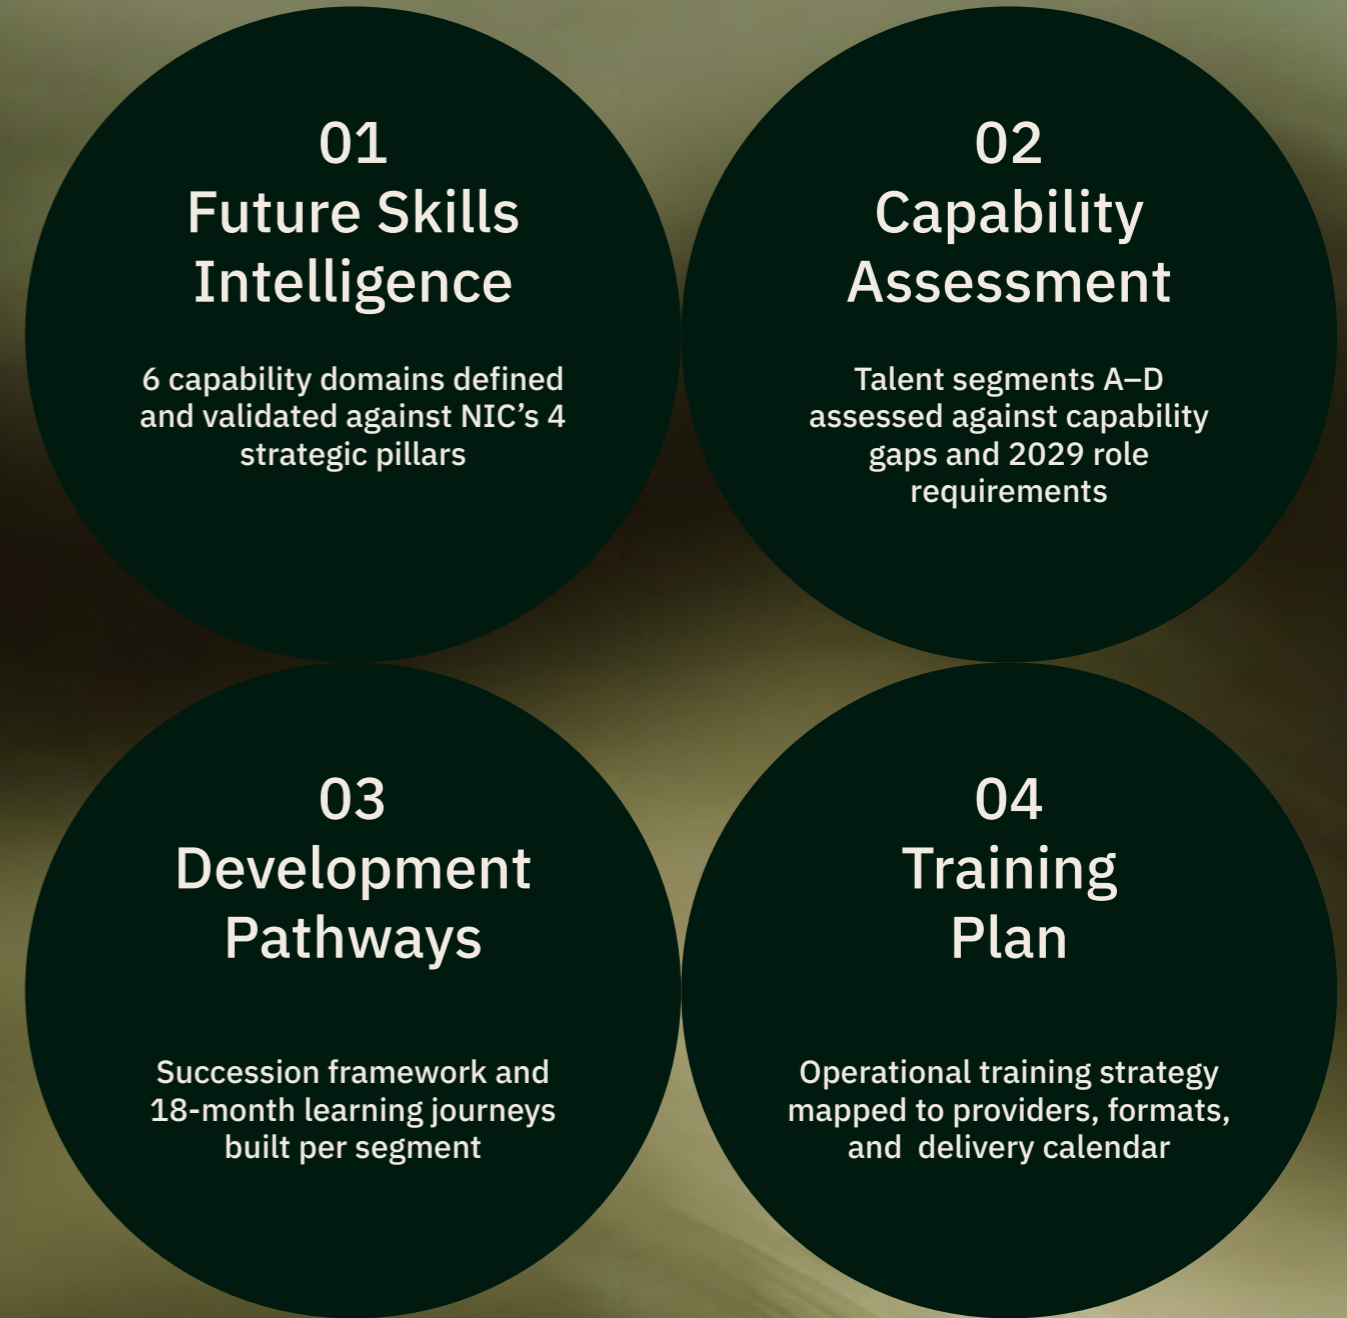 01
Future Skills
Intelligence
6 capability domains defined
and validated against NIC’s 4
strategic pillars
02
Capability
Assessment
Talent segments A–D
assessed against capability
gaps and 2029 role
requirements
03
Development
Pathways
Succession framework and
18-month learning journeys
built per segment
04
Training
Plan
Operational training strategy
mapped to providers, formats,
and  delivery calendar